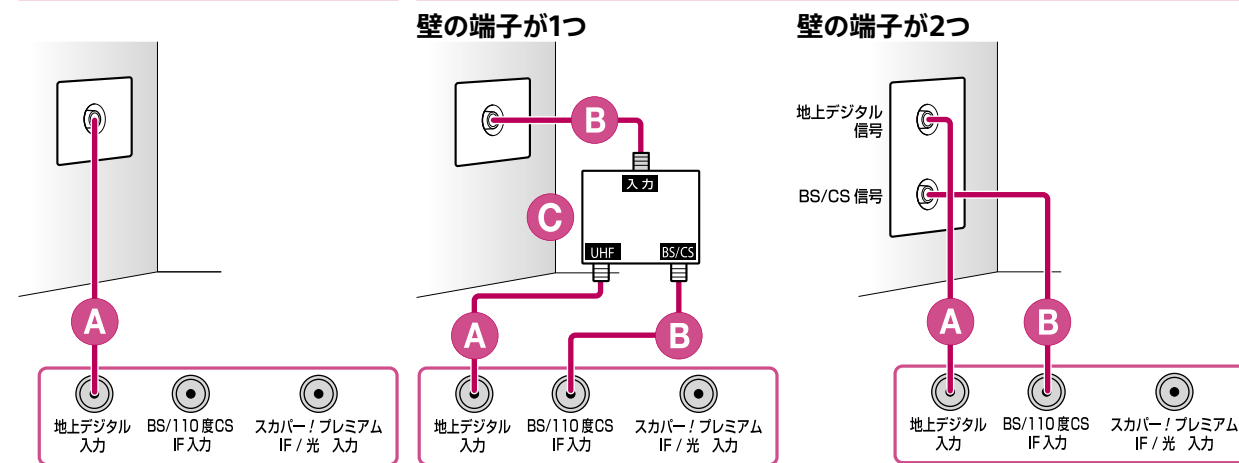 A
地上デジタル
入力
BS/110度CS
IF入力
スカパー！プレミアム
IF / 光 入力
壁の端子が1つ
B
入力
C
UHF
BS/CS
A
B
地上デジタル
入力
BS/110度CS
IF入力
スカパー！プレミアム
IF / 光 入力
壁の端子が2つ
地上デジタル
信号
BS/CS 信号
A
B
地上デジタル
入力
BS/110度CS
IF入力
スカパー！プレミアム
IF / 光 入力